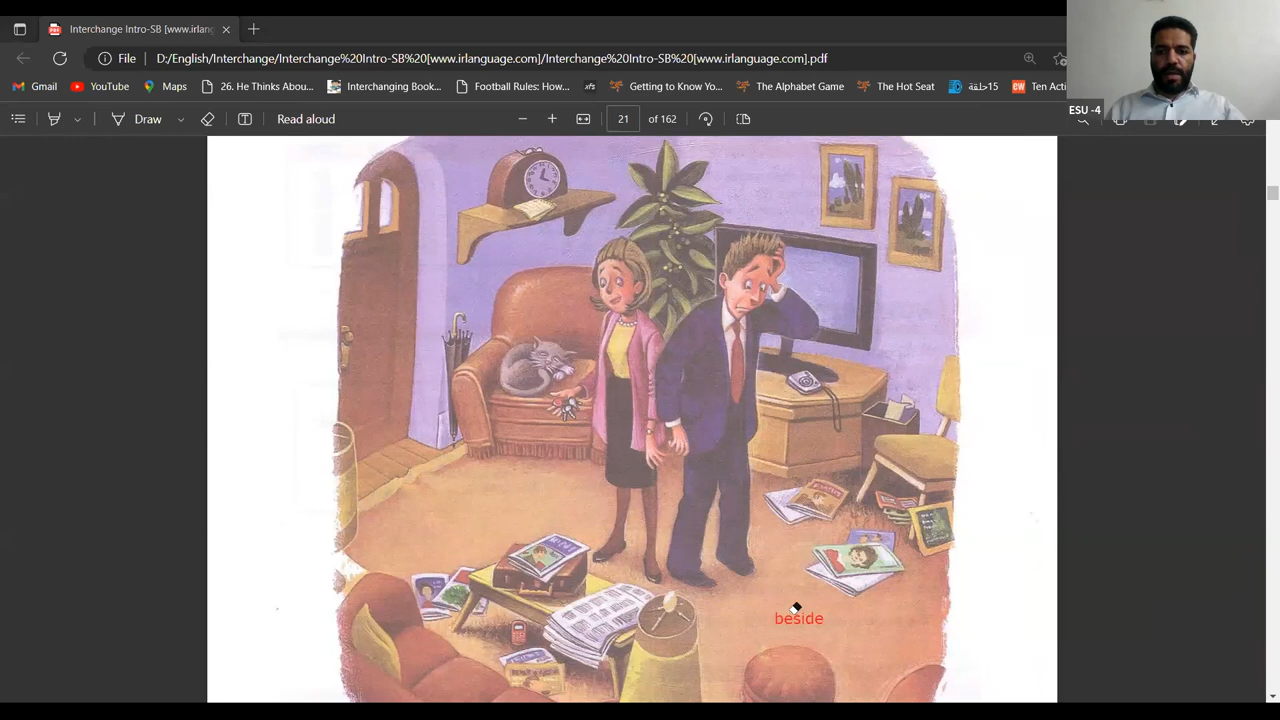 Interchange Intro-SB [www.irlang
File
D:/English/Interchange/Interchange%20Intro-SB%20[www.irlanguage.com]/Interchange%20Intro-SB%20[www.irlanguage.com].pdf
Gmail
YouTube
Maps
26. He Thinks Abou...
Interchanging Book...
Football Rules: How...
xfs
Getting to Know Yo...
The Alphabet Game
The Hot Seat
15حلقة
Ten Acti
ESU -4
Draw
Read aloud
21
of 162
beside